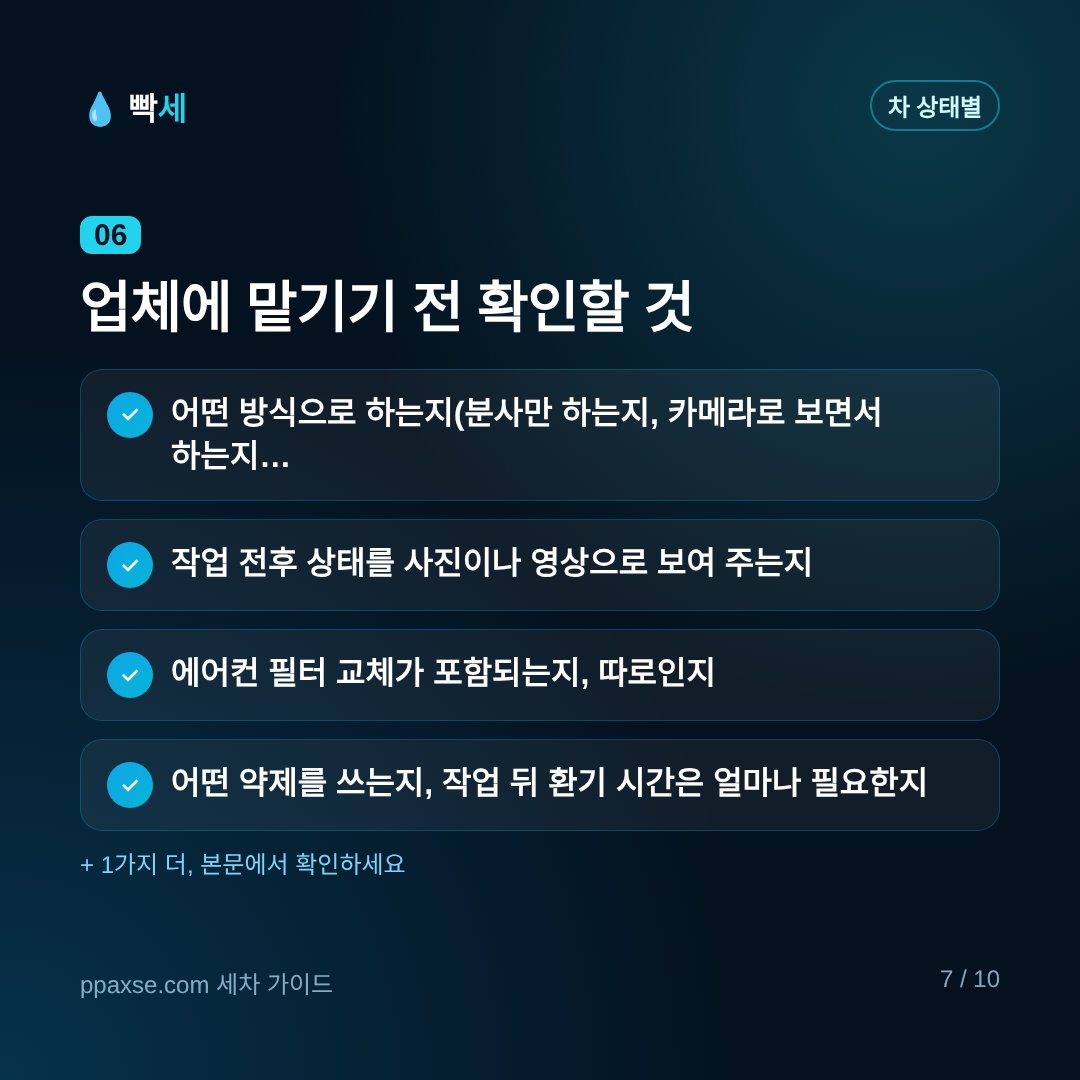 빡세
차 상태별
06
업체에 맡기기 전 확인할 것
어떤 방식으로 하는지(분사만 하는지, 카메라로 보면서
하는지…
작업 전후 상태를 사진이나 영상으로 보여 주는지
에어컨 필터 교체가 포함되는지, 따로인지
어떤 약제를 쓰는지, 작업 뒤 환기 시간은 얼마나 필요한지
+ 1가지 더, 본문에서 확인하세요
ppaxse.com 세차 가이드
7 / 10